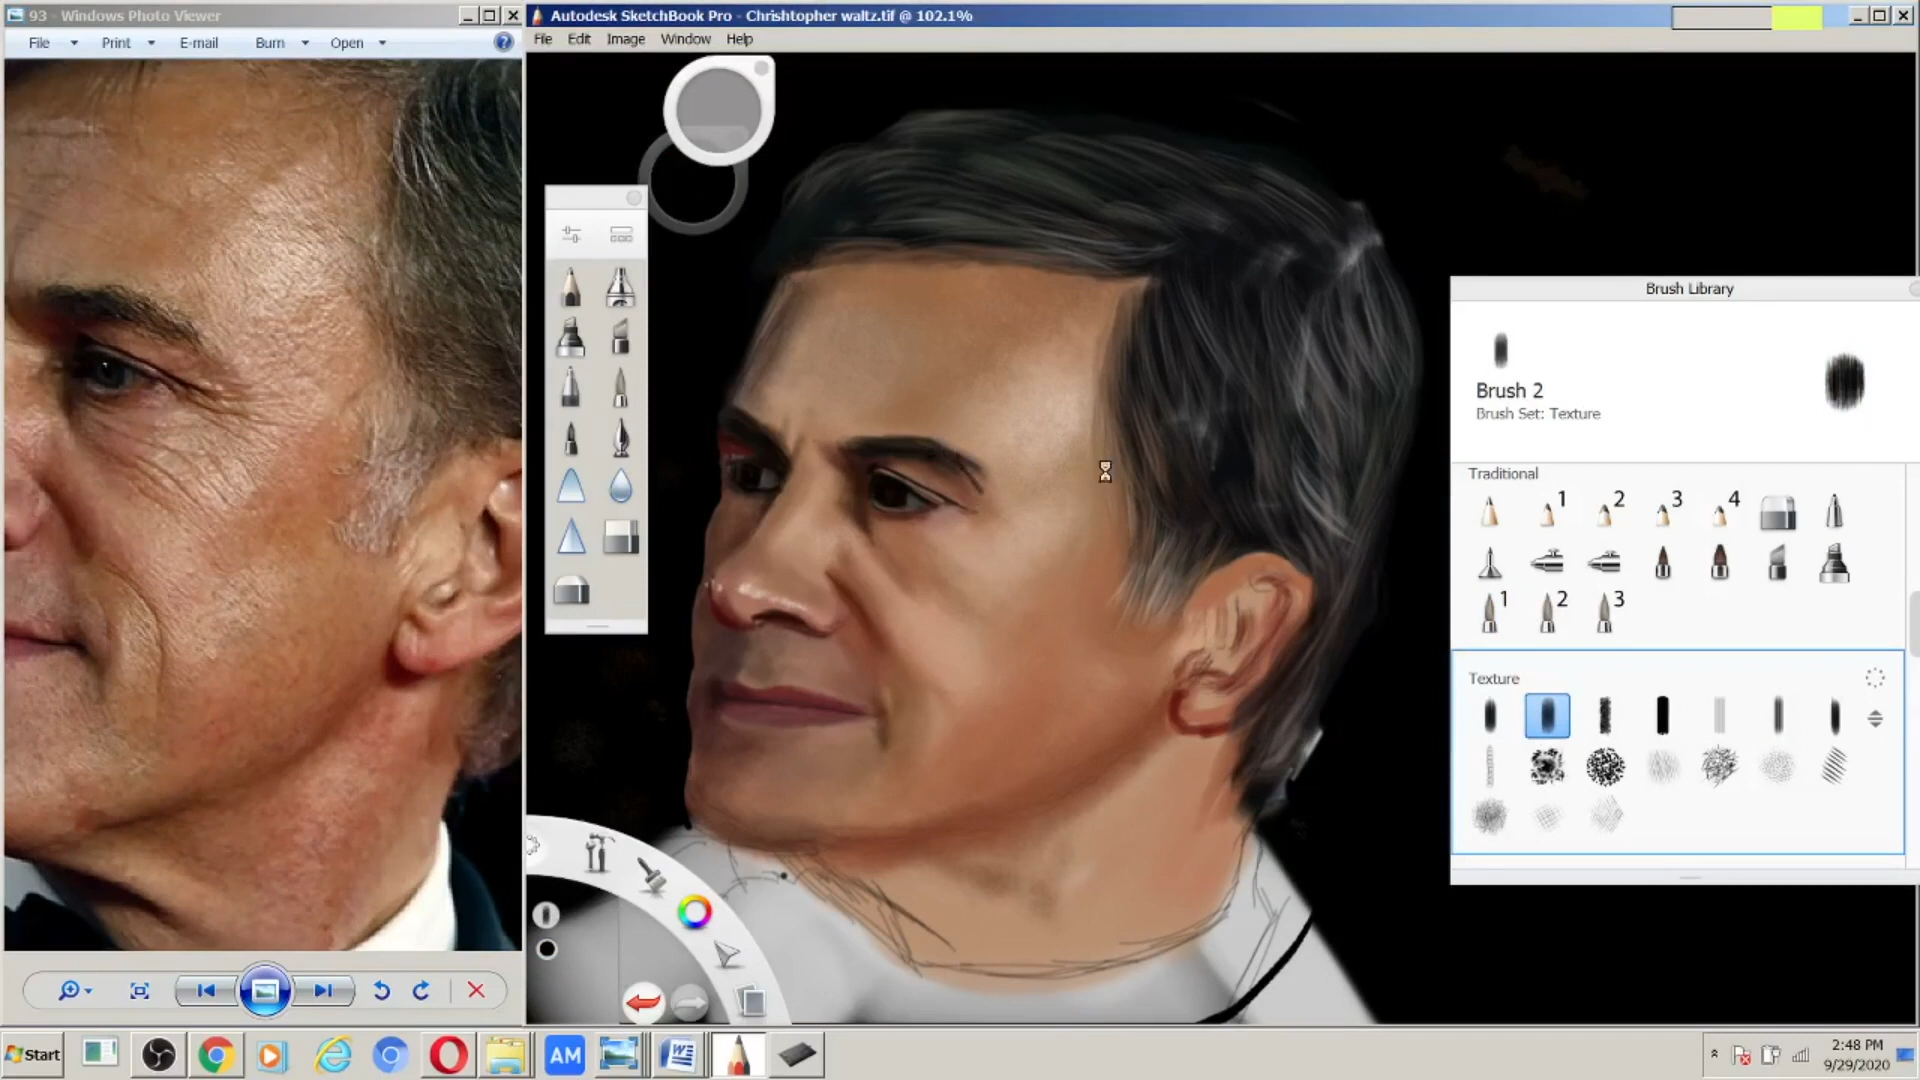 93 - Windows Photo Viewer
File Print E-mail Burn Open
Autodesk SketchBook Pro - Chrishtopher waltz.tif @ 102.1%
File Edit Image Window Help
Brush Library
Brush 2
Brush Set: Texture
Traditional
1 2 3 4
1 2 3
Texture
Start
AM
W
2:48 PM
9/29/2020